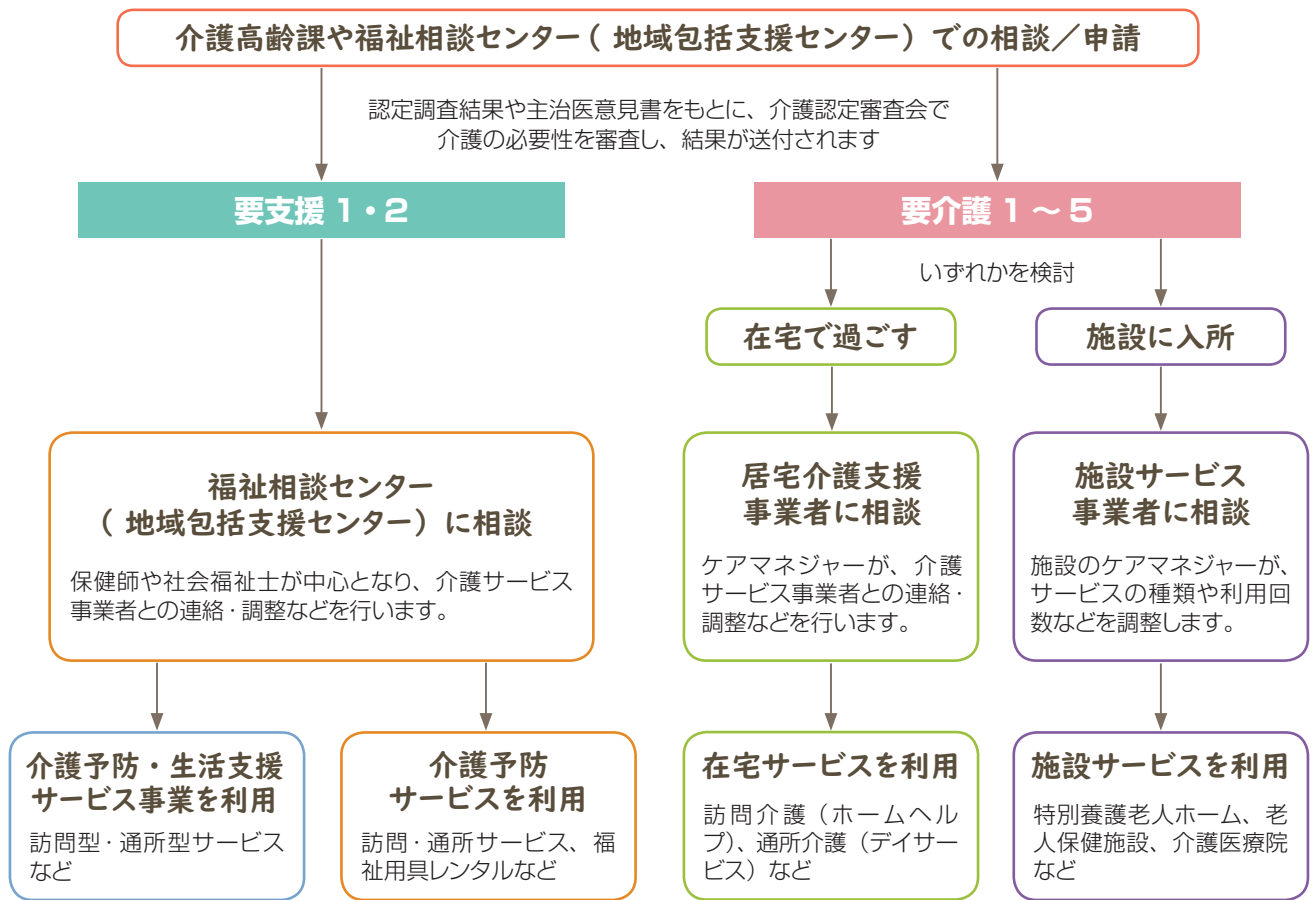 介護高齢課や福祉相談センター( 地域包括支援センター) での相談／申請
認定調査結果や主治医意見書をもとに、介護認定審査会で
介護の必要性を審査し、結果が送付されます
要支援 1・2
要介護 1 ～ 5
いずれかを検討
在宅で過ごす
施設に入所
福祉相談センター
( 地域包括支援センター) に相談
保健師や社会福祉士が中心となり、介護サービス
事業者との連絡・調整などを行います。
居宅介護支援
事業者に相談
ケアマネジャーが、介護
サービス事業者との連絡・
調整などを行います。
施設サービス
事業者に相談
施設のケアマネジャーが、
サービスの種類や利用回
数などを調整します。
介護予防・生活支援
サービス事業を利用
訪問型・通所型サービス
など
介護予防
サービスを利用
訪問・通所サービス、福
祉用具レンタルなど
在宅サービスを利用
訪問介護（ホームヘル
プ）、通所介護（デイサー
ビス）など
施設サービスを利用
特別養護老人ホーム、老
人保健施設、介護医療院
など